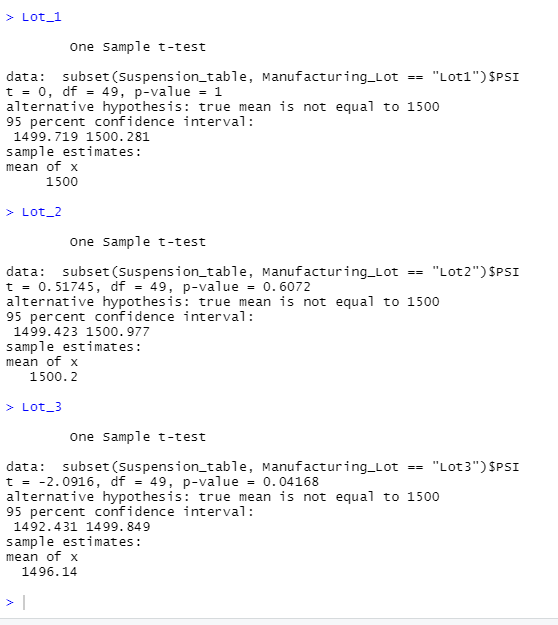 > Lot_1
One Sample t-test
data:  subset(Suspension_table, Manufacturing_Lot == "Lot1")$PSI
t = 0, df = 49, p-value = 1
alternative hypothesis: true mean is not equal to 1500
95 percent confidence interval:
1499.719 1500.281
sample estimates:
mean of x
1500
> Lot_2
One Sample t-test
data:  subset(Suspension_table, Manufacturing_Lot == "Lot2")$PSI
t = 0.51745, df = 49, p-value = 0.6072
alternative hypothesis: true mean is not equal to 1500
95 percent confidence interval:
1499.423 1500.977
sample estimates:
mean of x
1500.2
> Lot_3
One Sample t-test
data:  subset(Suspension_table, Manufacturing_Lot == "Lot3")$PSI
t = -2.0916, df = 49, p-value = 0.04168
alternative hypothesis: true mean is not equal to 1500
95 percent confidence interval:
1492.431 1499.849
sample estimates:
mean of x
1496.14
>